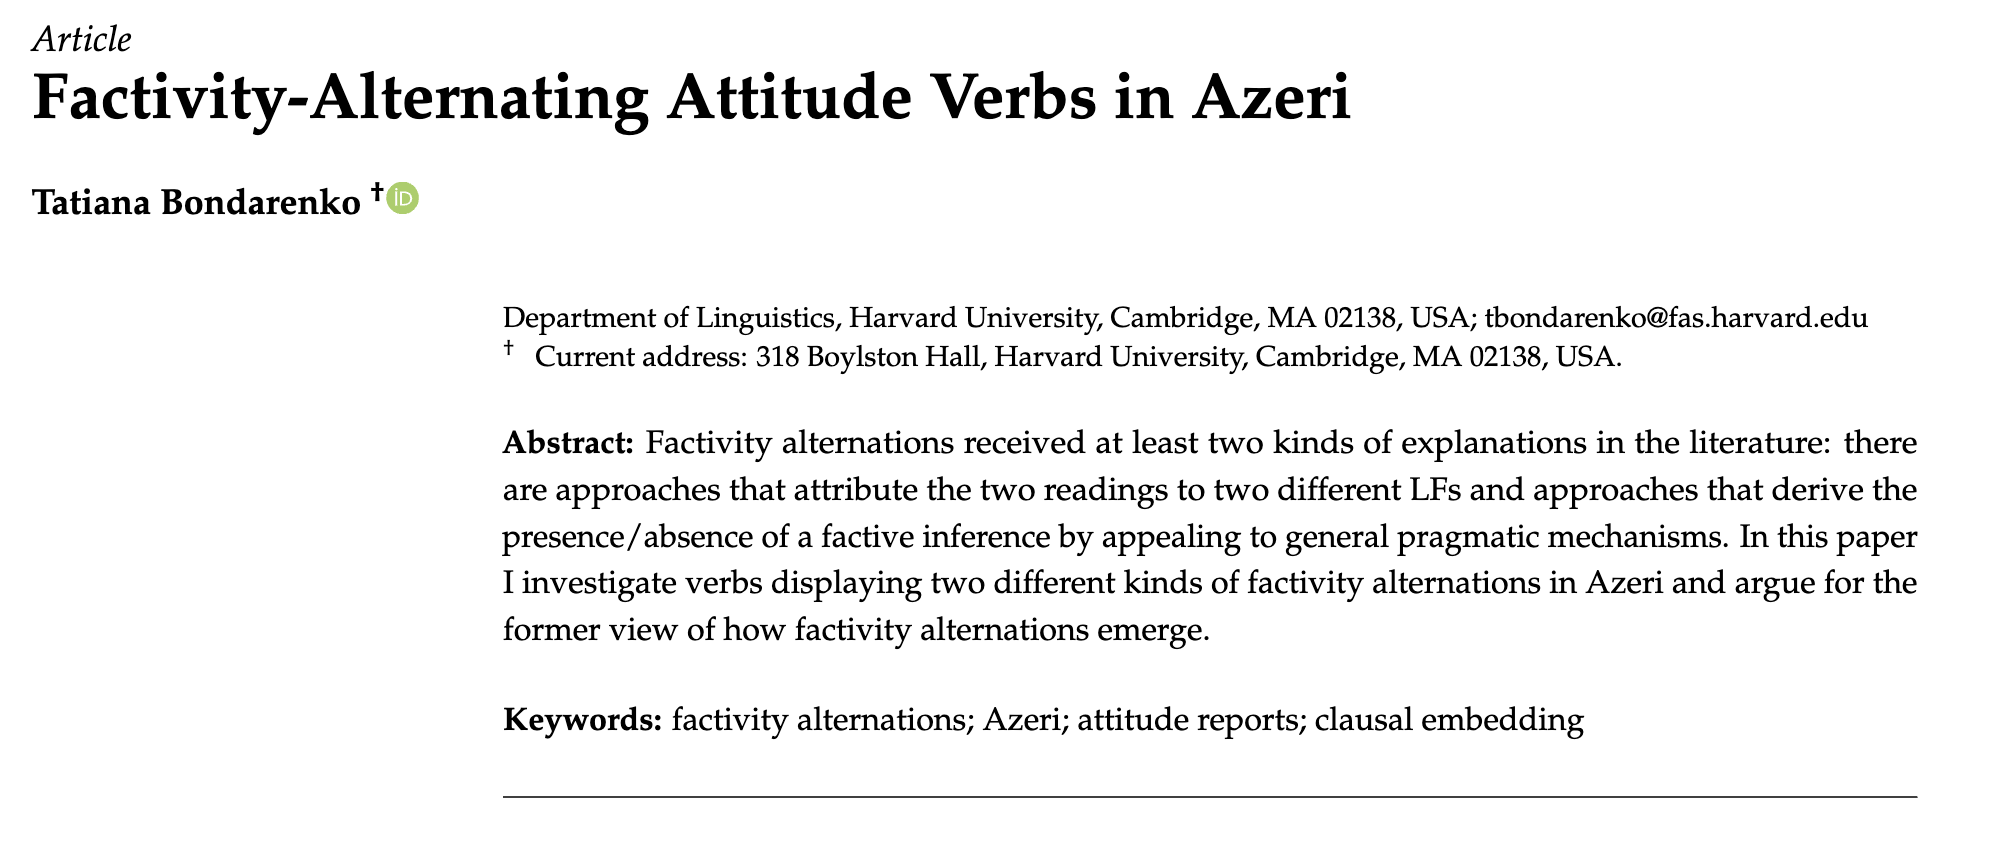 Article
Factivity-Alternating Attitude Verbs in Azeri
Tatiana Bondarenko † iD
Department of Linguistics, Harvard University, Cambridge, MA 02138, USA; tbondarenko@fas.harvard.edu
† Current address: 318 Boylston Hall, Harvard University, Cambridge, MA 02138, USA.
Abstract: Factivity alternations received at least two kinds of explanations in the literature: there
are approaches that attribute the two readings to two different LFs and approaches that derive the
presence/absence of a factive inference by appealing to general pragmatic mechanisms. In this paper
I investigate verbs displaying two different kinds of factivity alternations in Azeri and argue for the
former view of how factivity alternations emerge.
Keywords: factivity alternations; Azeri; attitude reports; clausal embedding